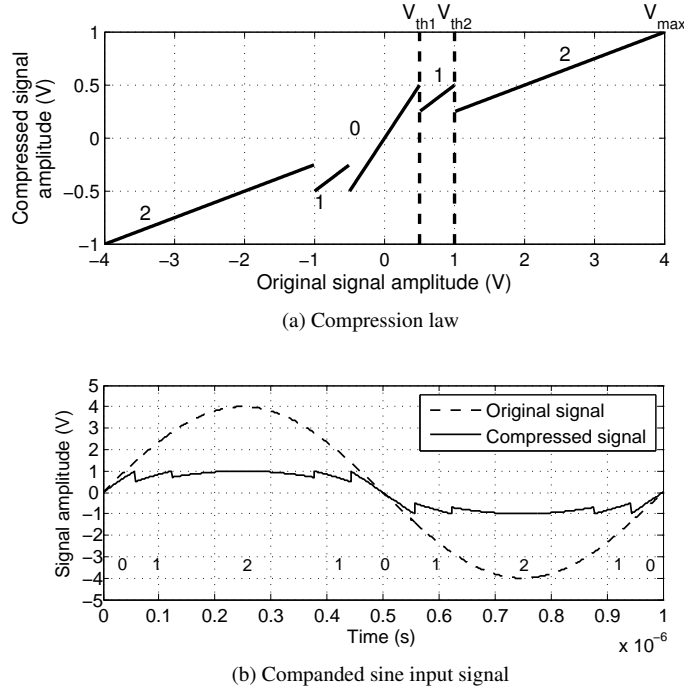 V_th1 V_th2 V_max
Compressed signal
amplitude (V)
1
0.5
0
−0.5
−1
2
1
0
1
2
−4 −3 −2 −1 0 1 2 3 4
Original signal amplitude (V)
(a) Compression law
Signal amplitude (V)
5
4
3
2
1
0
−1
−2
−3
−4
−5
Original signal
Compressed signal
0 1 2 1 0 1 2 1 0
0 0.1 0.2 0.3 0.4 0.5 0.6 0.7 0.8 0.9 1
Time (s)
x 10^-6
(b) Companded sine input signal